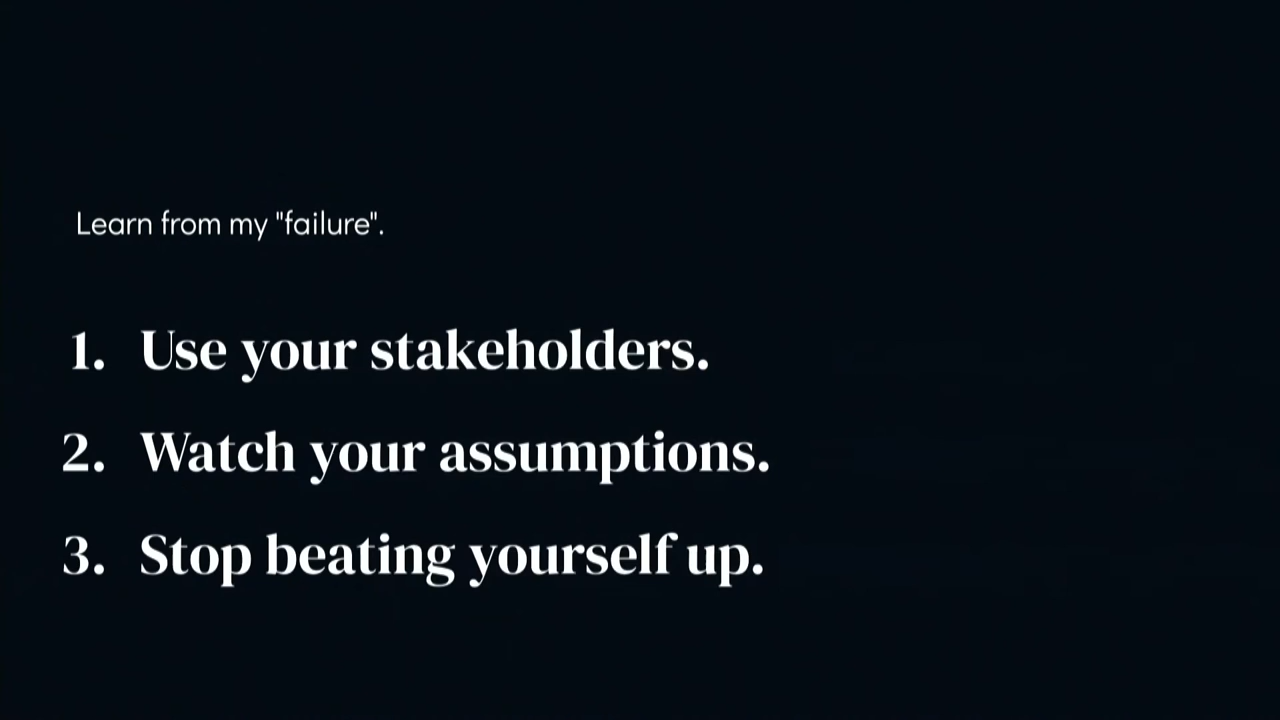 Learn from my "failure".
1. Use your stakeholders.
2. Watch your assumptions.
3. Stop beating yourself up.